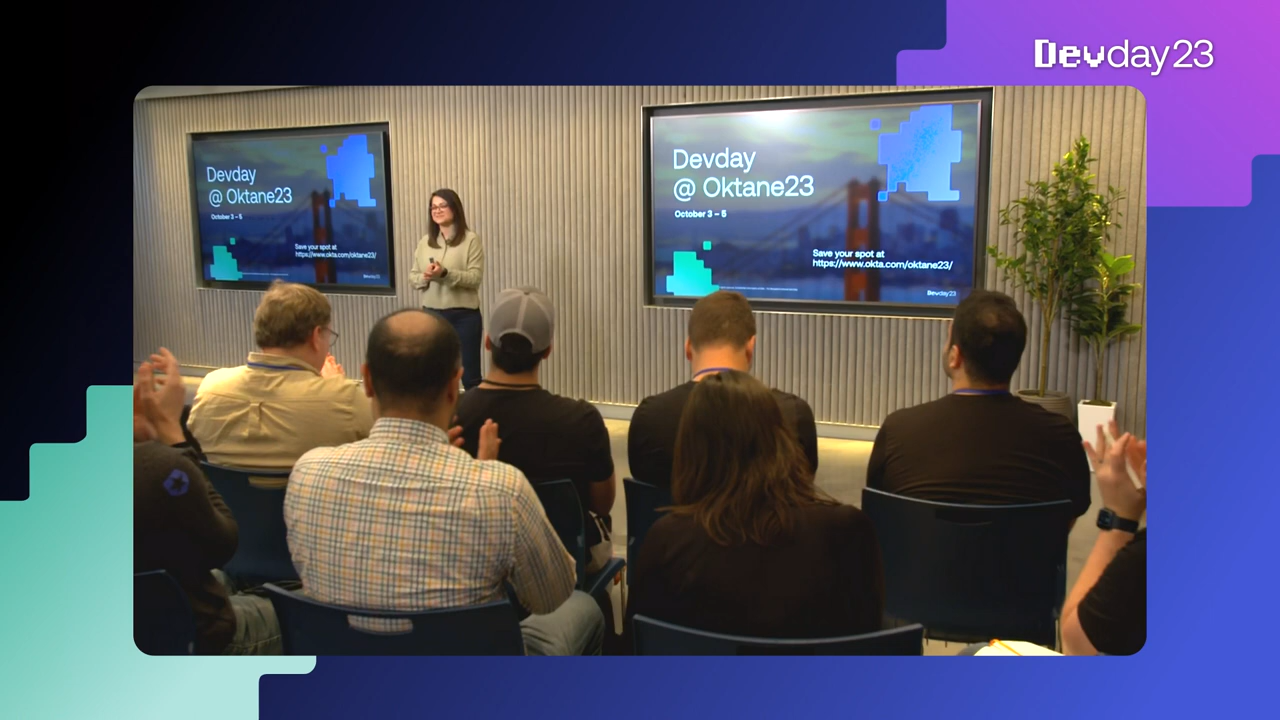 Devday23
Devday
@ Oktane23
October 3 – 5
Save your spot at
https://www.okta.com/oktane23/
Devday23
Devday
@ Oktane23
October 3 – 5
Save your spot at
https://www.okta.com/oktane23/
Devday23